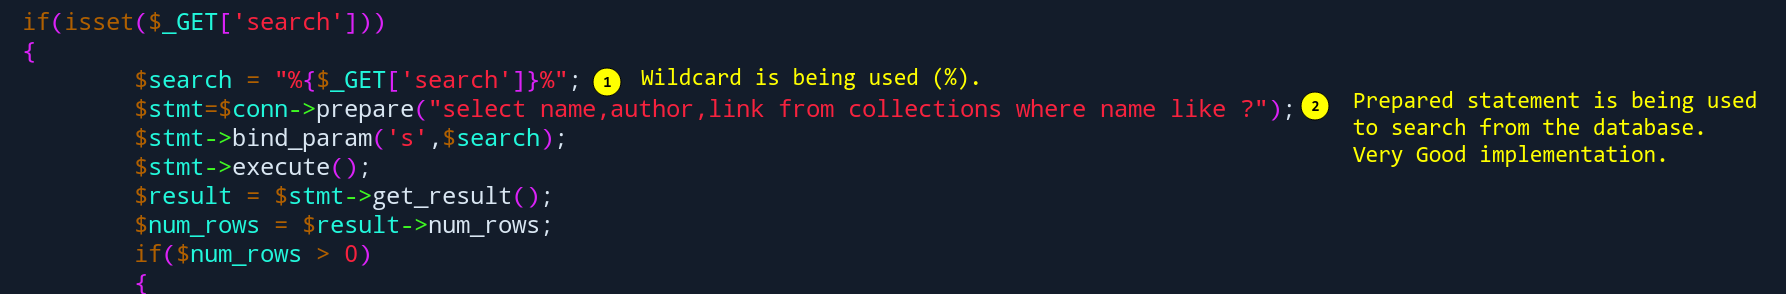 if(isset($_GET['search']))
{
$search = "%{$_GET['search']}%"; 1 Wildcard is being used (%).
$stmt=$conn->prepare("select name,author,link from collections where name like ?"); 2 Prepared statement is being used
to search from the database.
$stmt->bind_param('s',$search);
Very Good implementation.
$stmt->execute();
$result = $stmt->get_result();
$num_rows = $result->num_rows;
if($num_rows > 0)
{